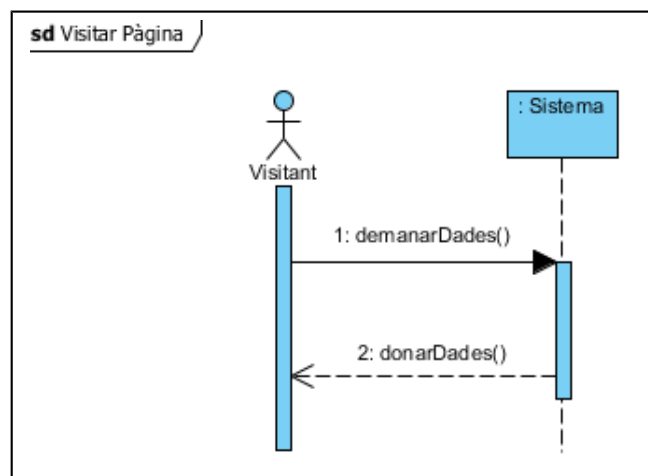 sd Visitar Pàgina
: Sistema
Visitant
1: demanarDades()
2: donarDades()